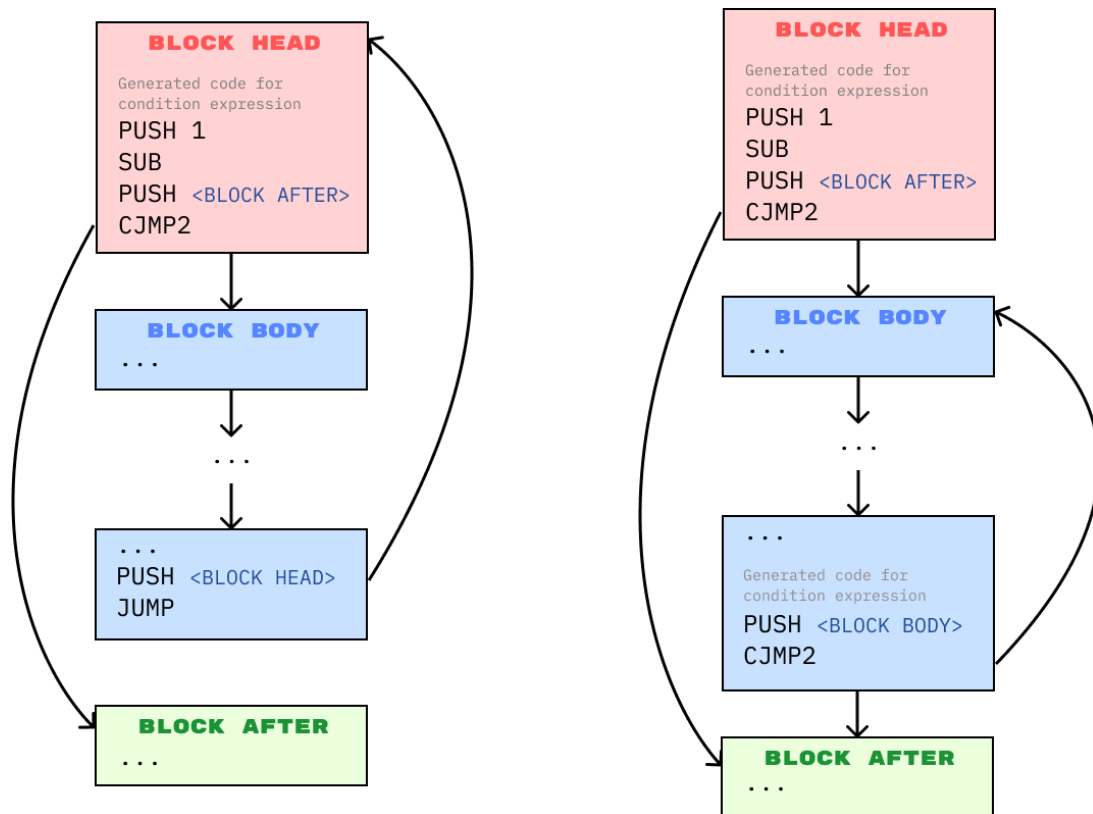 BLOCK HEAD
Generated code for
condition expression
PUSH 1
SUB
PUSH <BLOCK AFTER>
CJMP2
BLOCK BODY
...
...
...
PUSH <BLOCK HEAD>
JUMP
BLOCK AFTER
...
BLOCK HEAD
Generated code for
condition expression
PUSH 1
SUB
PUSH <BLOCK AFTER>
CJMP2
BLOCK BODY
...
...
...
Generated code for
condition expression
PUSH <BLOCK BODY>
CJMP2
BLOCK AFTER
...